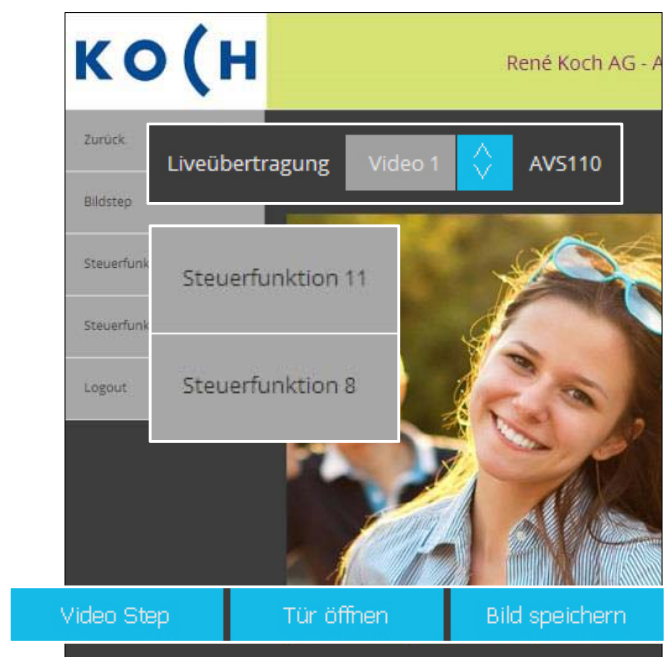 KOCH
René Koch AG - A
Zurück
Liveübertragung Video 1 AVS110
Bildstep
Steuerfunk
Steuerfunktion 11
Steuerfunk
Steuerfunktion 8
Logout
Video Step Tür öffnen Bild speichern